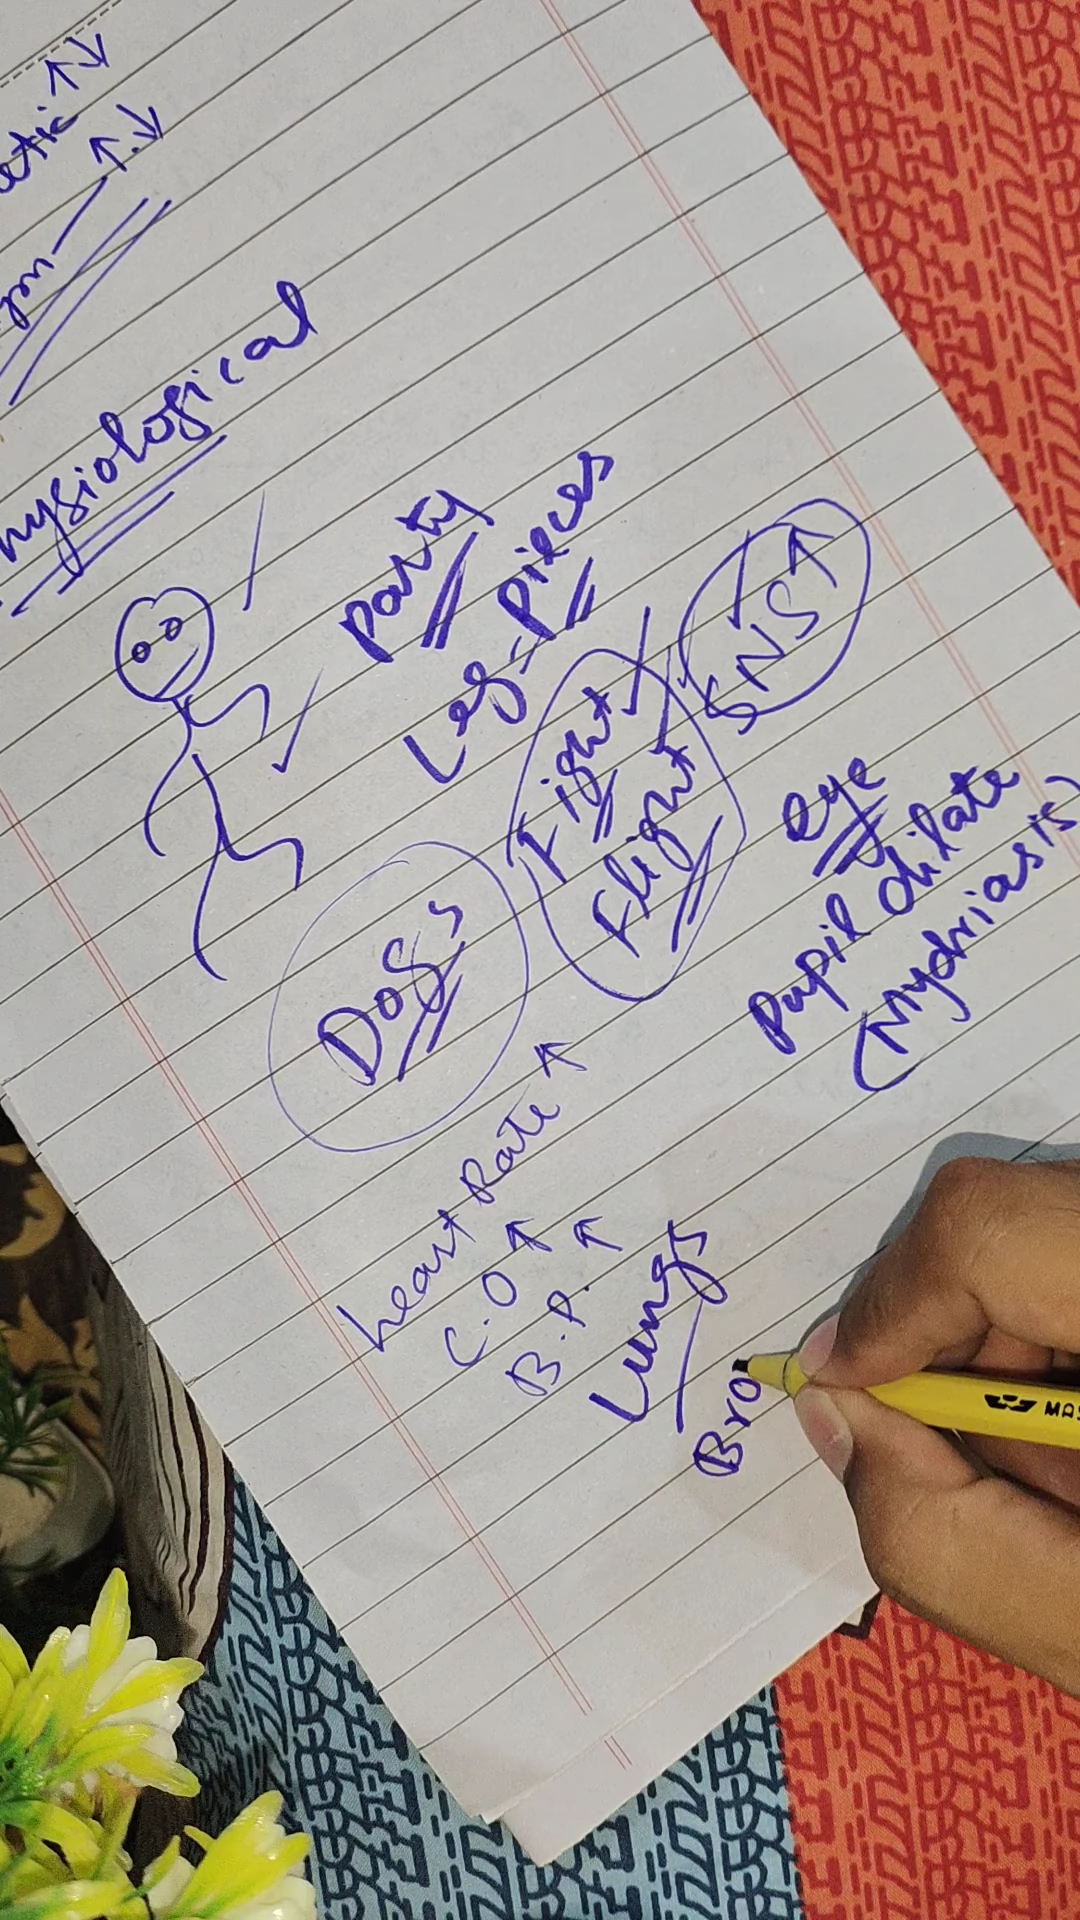 Physiological
Party
Leg-Pieces
Fight
Flight
SNS↑
Dogs
eye
Pupil dilate
(Mydriasis)
heart Rate ↑
C.O ↑
B.P. ↑
Lungs
Bro